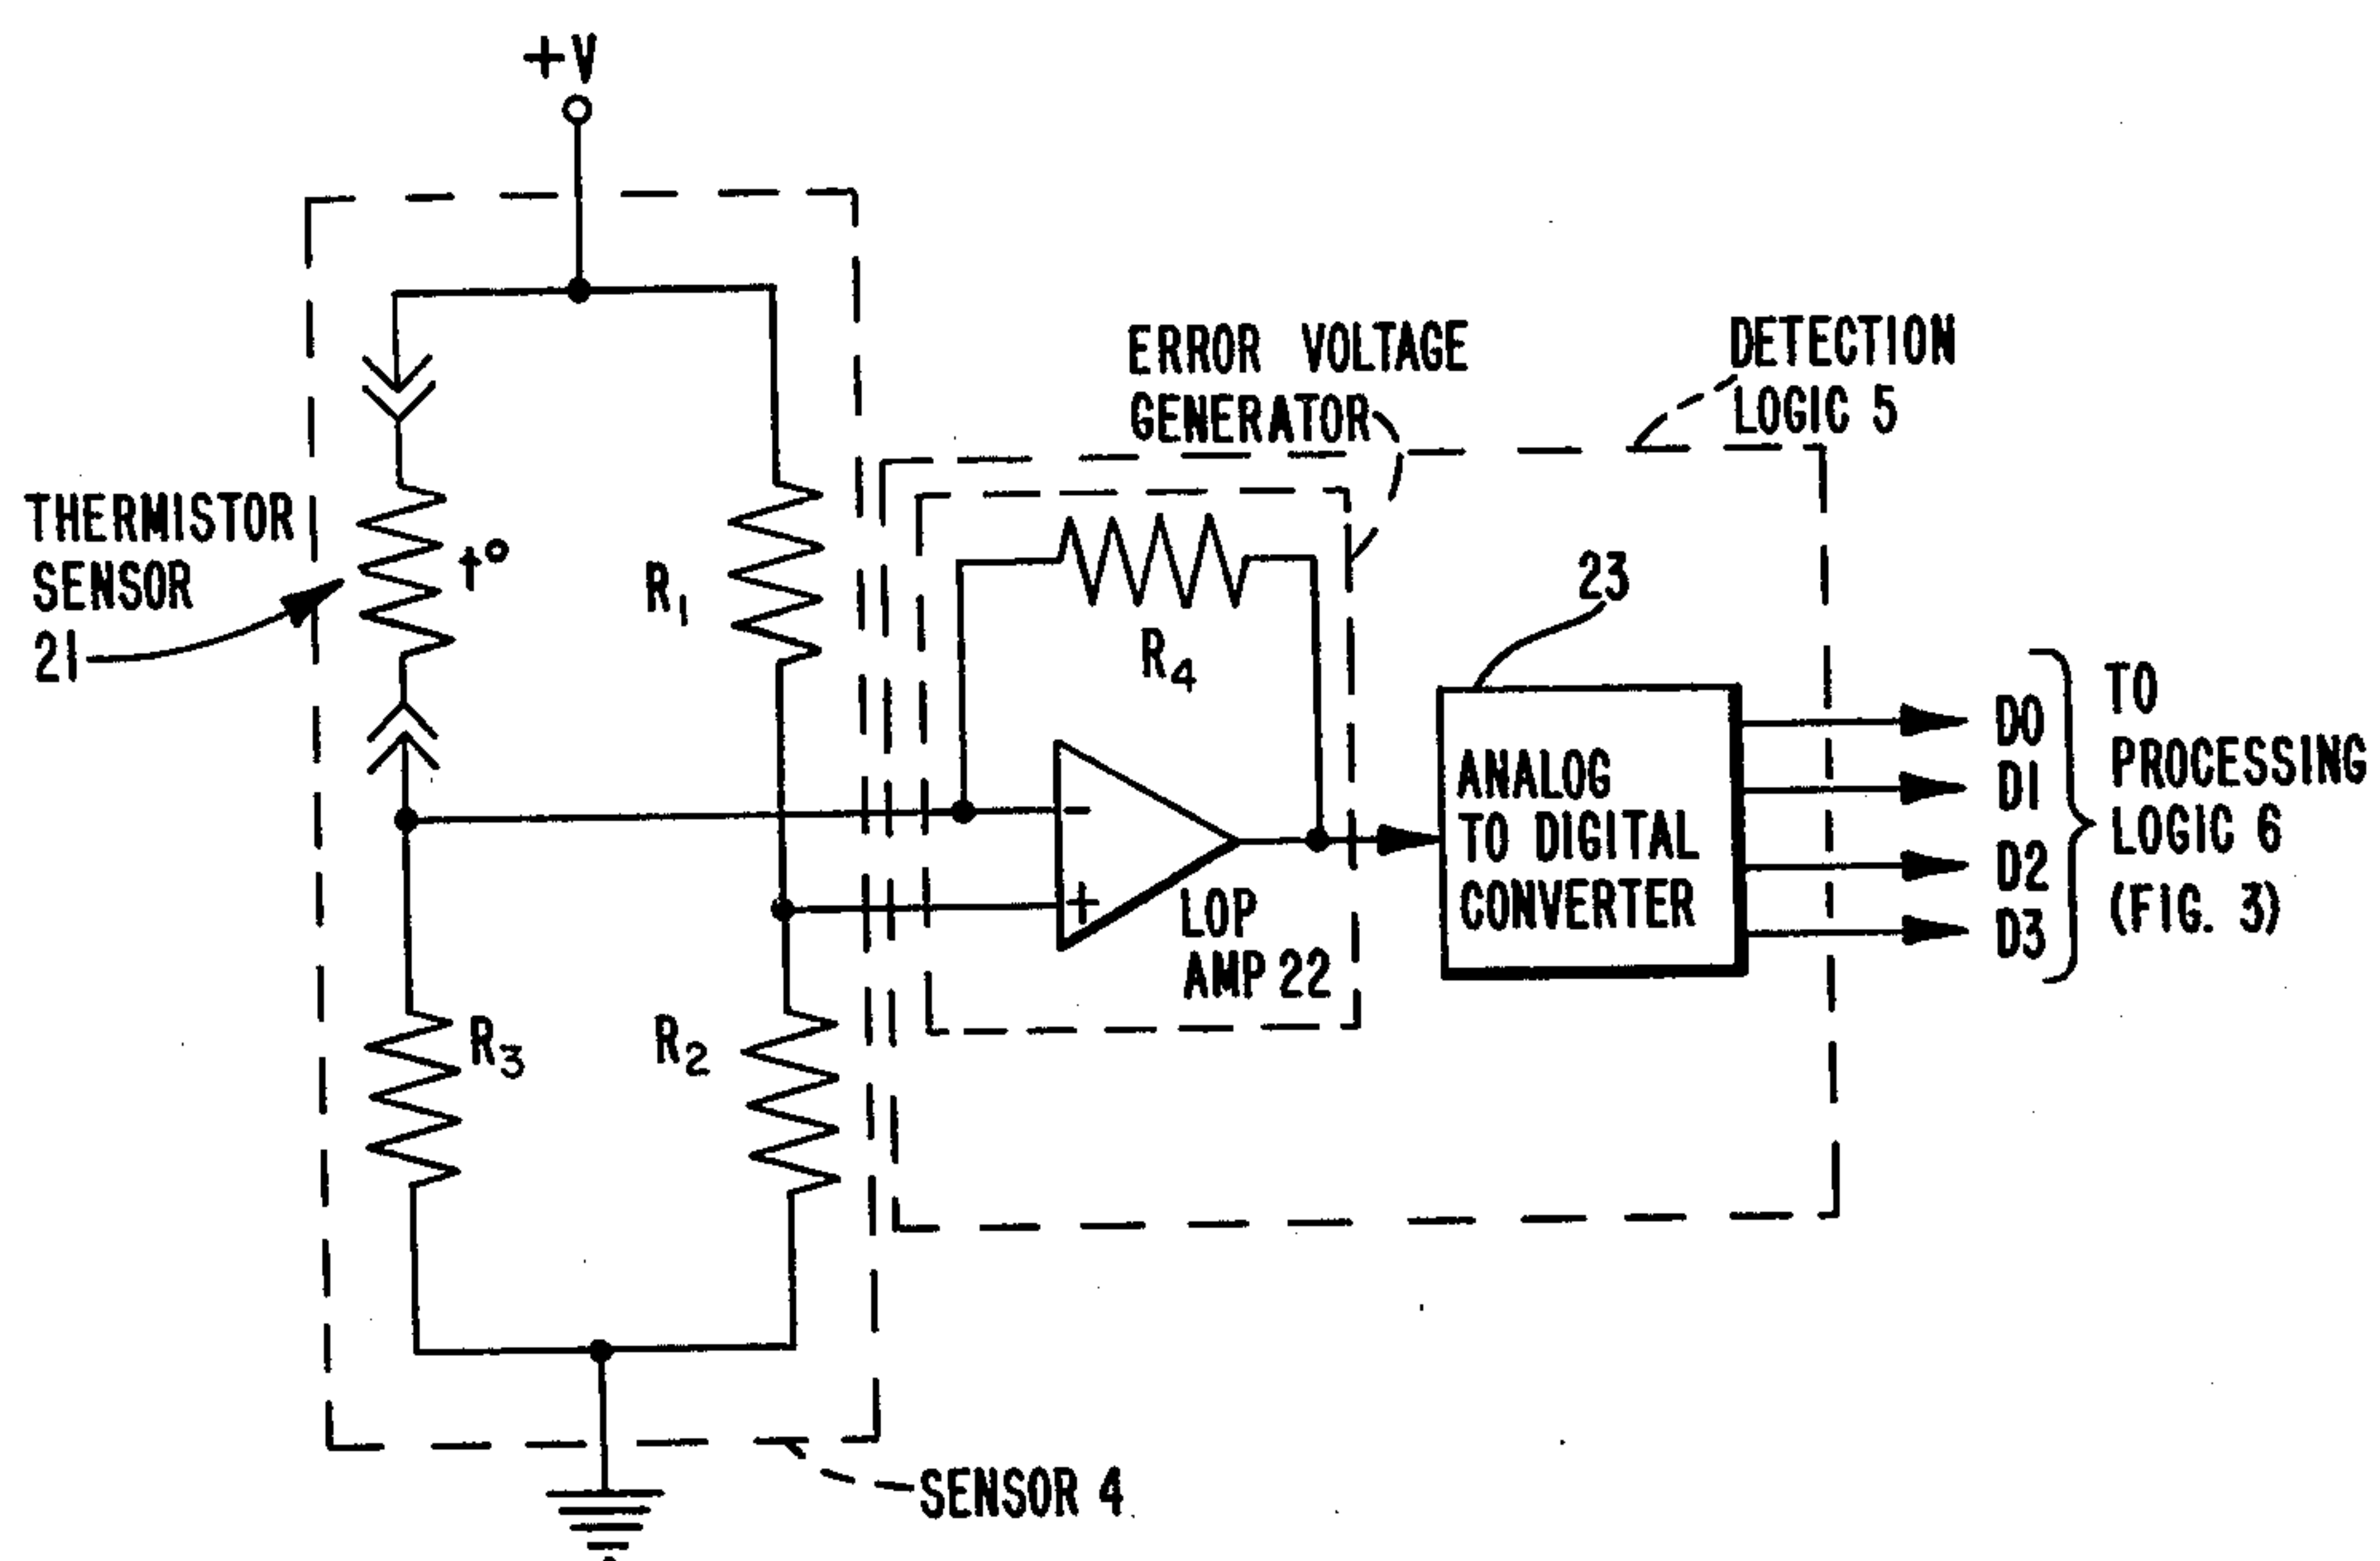 +V
THERMISTOR
SENSOR
21
t°
R1
ERROR VOLTAGE
GENERATOR
DETECTION
LOGIC 5
R4
23
-
+
LOP
AMP 22
ANALOG
TO DIGITAL
CONVERTER
D0
D1
D2
D3
TO
PROCESSING
LOGIC 6
(FIG. 3)
R3
R2
SENSOR 4